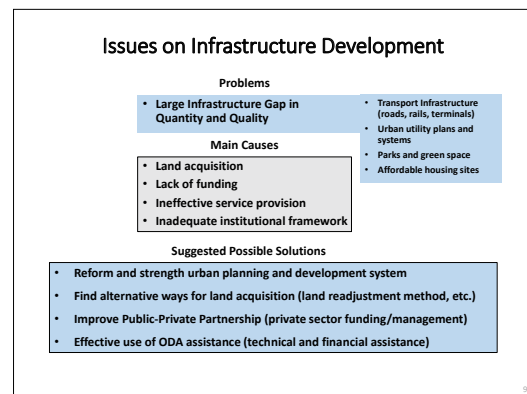 Issues on Infrastructure Development
Problems
• Large Infrastructure Gap in
Quantity and Quality
• Transport Infrastructure
(roads, rails, terminals)
• Urban utility plans and
systems
• Parks and green space
• Affordable housing sites
Main Causes
• Land acquisition
• Lack of funding
• Ineffective service provision
• Inadequate institutional framework
Suggested Possible Solutions
• Reform and strength urban planning and development system
• Find alternative ways for land acquisition (land readjustment method, etc.)
• Improve Public-Private Partnership (private sector funding/management)
• Effective use of ODA assistance (technical and financial assistance)
9